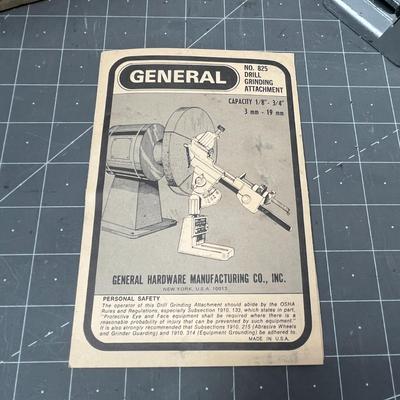 GENERAL
NO. 825
DRILL
GRINDING
ATTACHMENT
CAPACITY 1/8"- 3/4"
3 mm - 19 mm
GENERAL HARDWARE MANUFACTURING CO., INC.
NEW YORK, U.S.A. 10013
PERSONAL SAFETY
The operator of this Drill Grinding Attachment should abide by the OSHA
Rules and Regulations, especially Subsection 1910, 133, which states in part,
"Protective Eye and Face equipment shall be required where there is a
reasonable probability of injury that can be prevented by such equipment."
It is also strongly recommended that Subsections 1910. 215 (Abrasive Wheels
and Grinder Guarding) and 1910. 314 (Equipment Grounding) be adhered to.
MADE IN U.S.A.